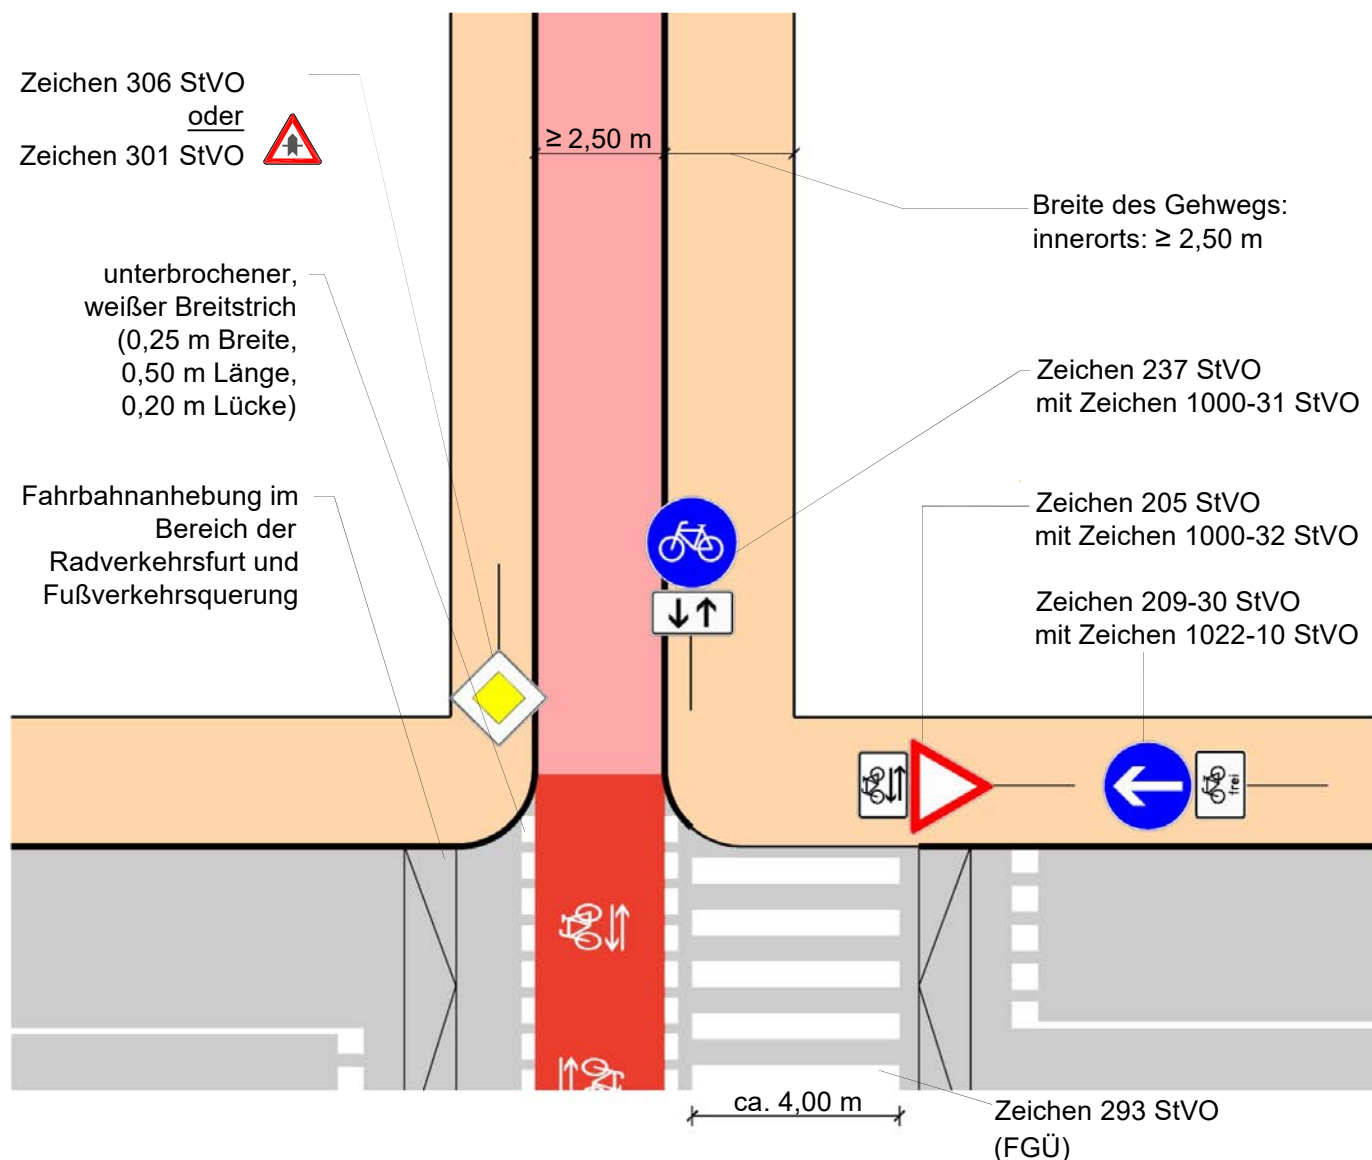 Zeichen 306 StVO
oder
Zeichen 301 StVO
≥ 2,50 m
Breite des Gehwegs:
innerorts: ≥ 2,50 m
unterbrochener,
weißer Breitstrich
(0,25 m Breite,
0,50 m Länge,
0,20 m Lücke)
Zeichen 237 StVO
mit Zeichen 1000-31 StVO
Fahrbahnanhebung im
Bereich der
Radverkehrsfurt und
Fußverkehrsquerung
Zeichen 205 StVO
mit Zeichen 1000-32 StVO
Zeichen 209-30 StVO
mit Zeichen 1022-10 StVO
frei
ca. 4,00 m
Zeichen 293 StVO
(FGÜ)